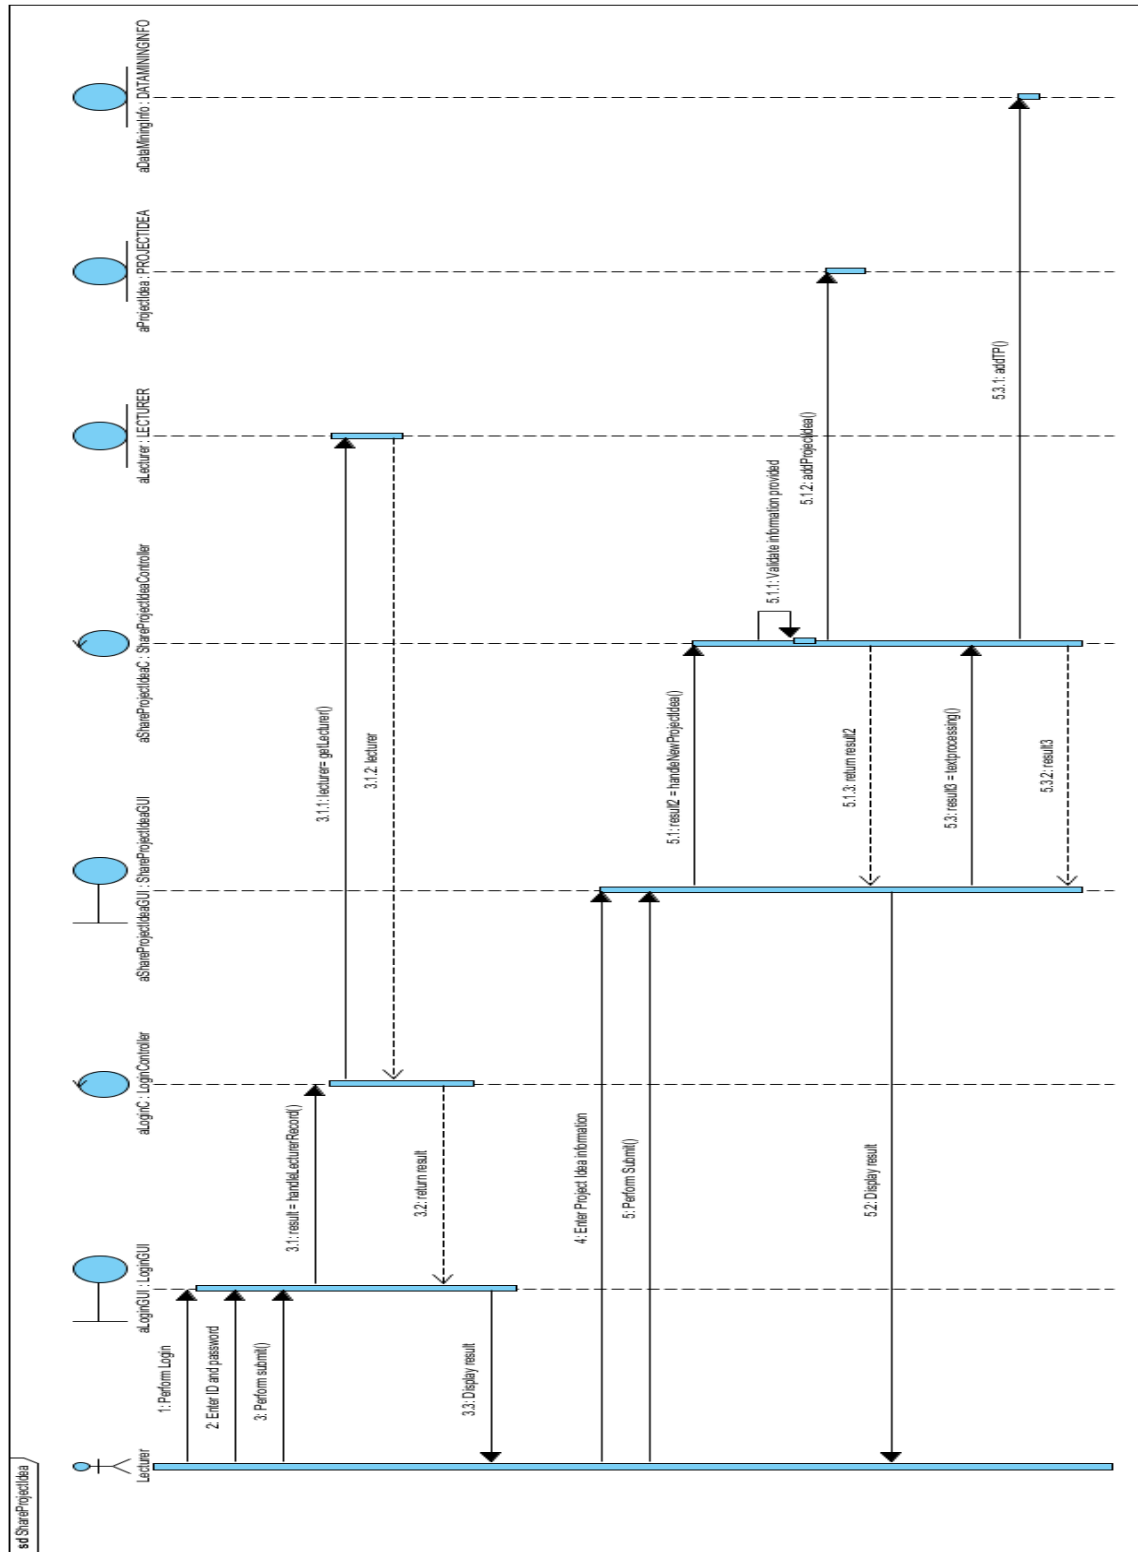 sd ShareProjectIdea
Lecturer
aLoginGUI : LoginGUI
aLoginC : LoginController
aShareProjectIdeaGUI : ShareProjectIdeaGUI
aShareProjectIdeaC : ShareProjectIdeaController
aLecturer : LECTURER
aProjectIdea : PROJECTIDEA
aDataMiningInfo : DATAMININGINFO
1: Perform Login
2: Enter ID and password
3: Perform submit()
3.1: result = handleLecturerRecord()
3.1.1: lecturer= getLecturer()
3.1.2: lecturer
3.2: return result
3.3: Display result
4: Enter Project Idea information
5: Perform Submit()
5.1: result2 = handleNewProjectIdea()
5.1.1: Validate information provided
5.1.2: addProjectIdea()
5.1.3: return result2
5.2: Display result
5.3: result3 = textprocessing()
5.3.1: addTP()
5.3.2: result3